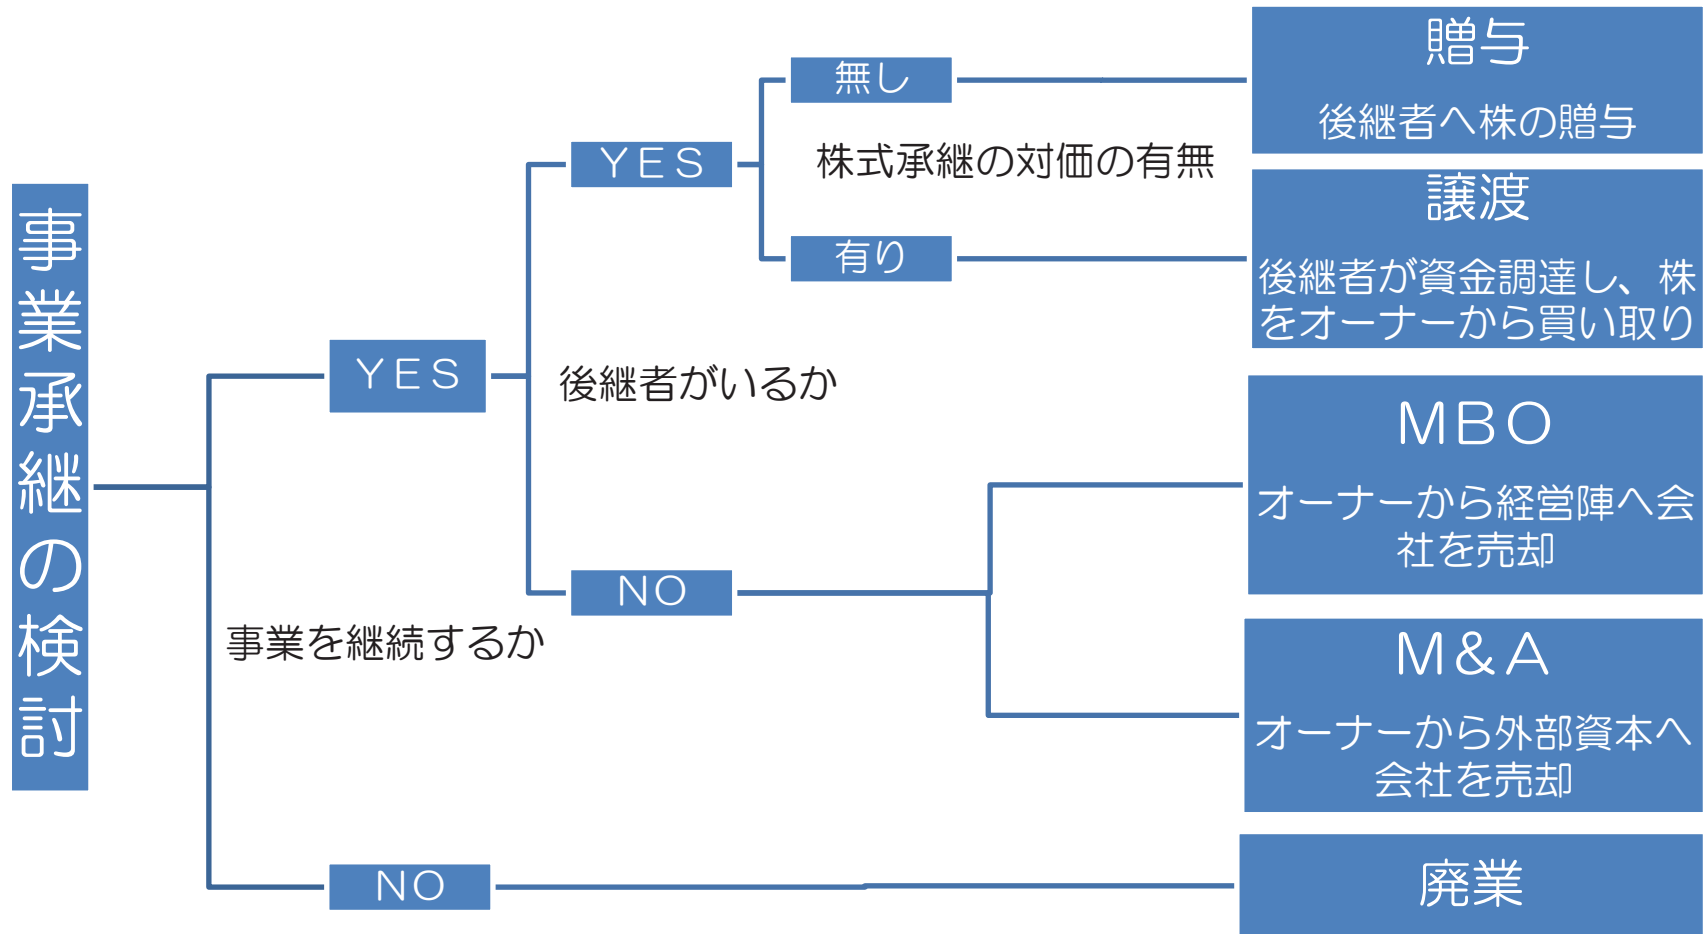 事業承継の検討
事業を継続するか
ＹＥＳ
後継者がいるか
ＹＥＳ
株式承継の対価の有無
無し
贈与
後継者へ株の贈与
有り
譲渡
後継者が資金調達し、株
をオーナーから買い取り
ＮＯ
ＭＢＯ
オーナーから経営陣へ会
社を売却
Ｍ＆Ａ
オーナーから外部資本へ
会社を売却
ＮＯ
廃業